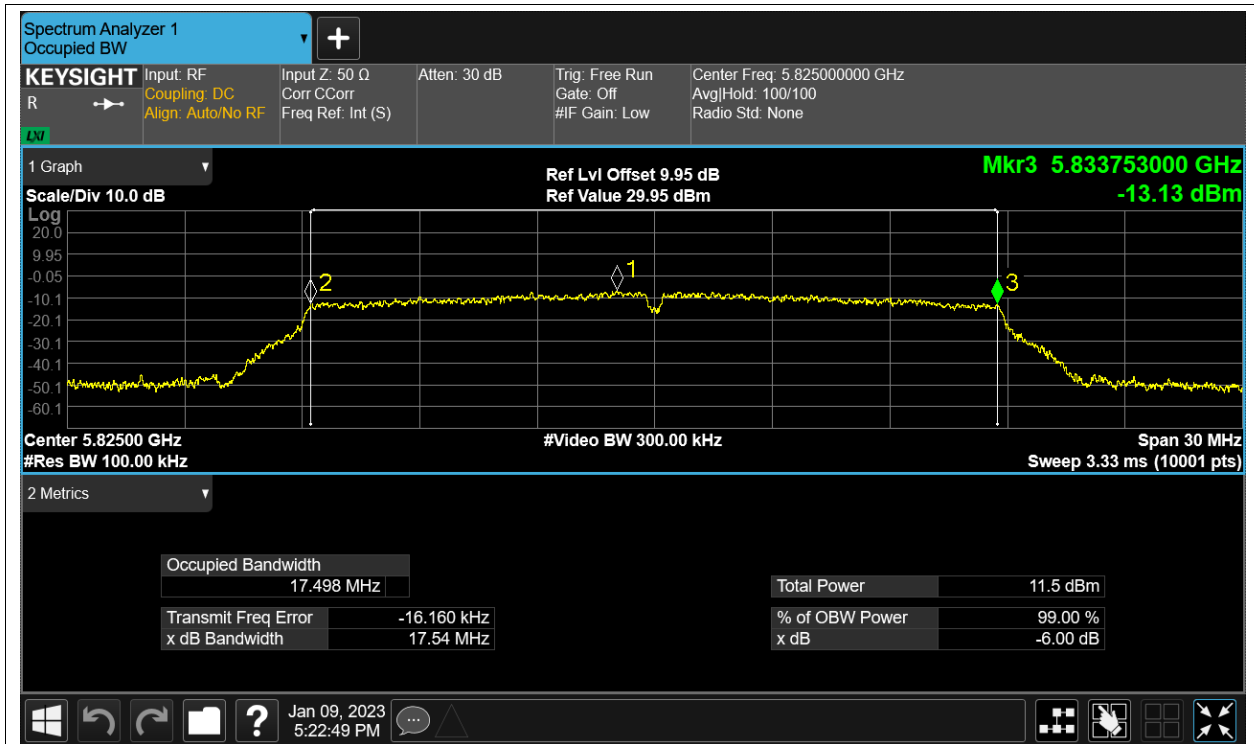 Spectrum Analyzer 1
Occupied BW
KEYSIGHT Input: RF Input Z: 50 Ω Atten: 30 dB Trig: Free Run Center Freq: 5.825000000 GHz
R Coupling: DC Corr CCorr Gate: Off Avg|Hold: 100/100
Align: Auto/No RF Freq Ref: Int (S) #IF Gain: Low Radio Std: None
LXI
1 Graph Ref Lvl Offset 9.95 dB Mkr3 5.833753000 GHz
Scale/Div 10.0 dB Ref Value 29.95 dBm -13.13 dBm
Log
20.0
9.95
-0.05
-10.1
-20.1
-30.1
-40.1
-50.1
-60.1
2
1
3
Center 5.82500 GHz #Video BW 300.00 kHz Span 30 MHz
#Res BW 100.00 kHz Sweep 3.33 ms (10001 pts)
2 Metrics
Occupied Bandwidth
17.498 MHz Total Power 11.5 dBm
Transmit Freq Error -16.160 kHz % of OBW Power 99.00 %
x dB Bandwidth 17.54 MHz x dB -6.00 dB
? Jan 09, 2023
5:22:49 PM